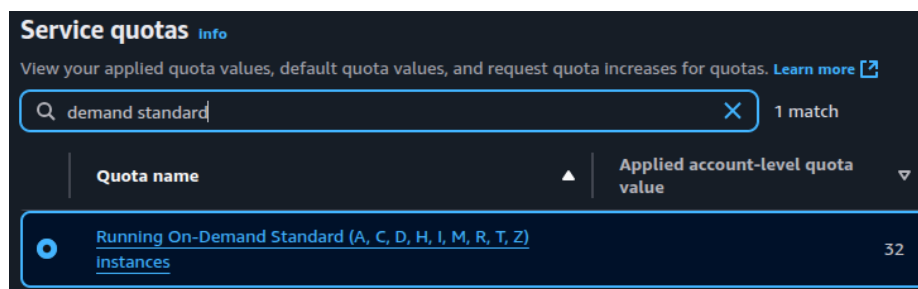 Service quotas Info
View your applied quota values, default quota values, and request quota increases for quotas. Learn more
demand standard
1 match
Quota name
Applied account-level quota
value
Running On-Demand Standard (A, C, D, H, I, M, R, T, Z)
instances
32